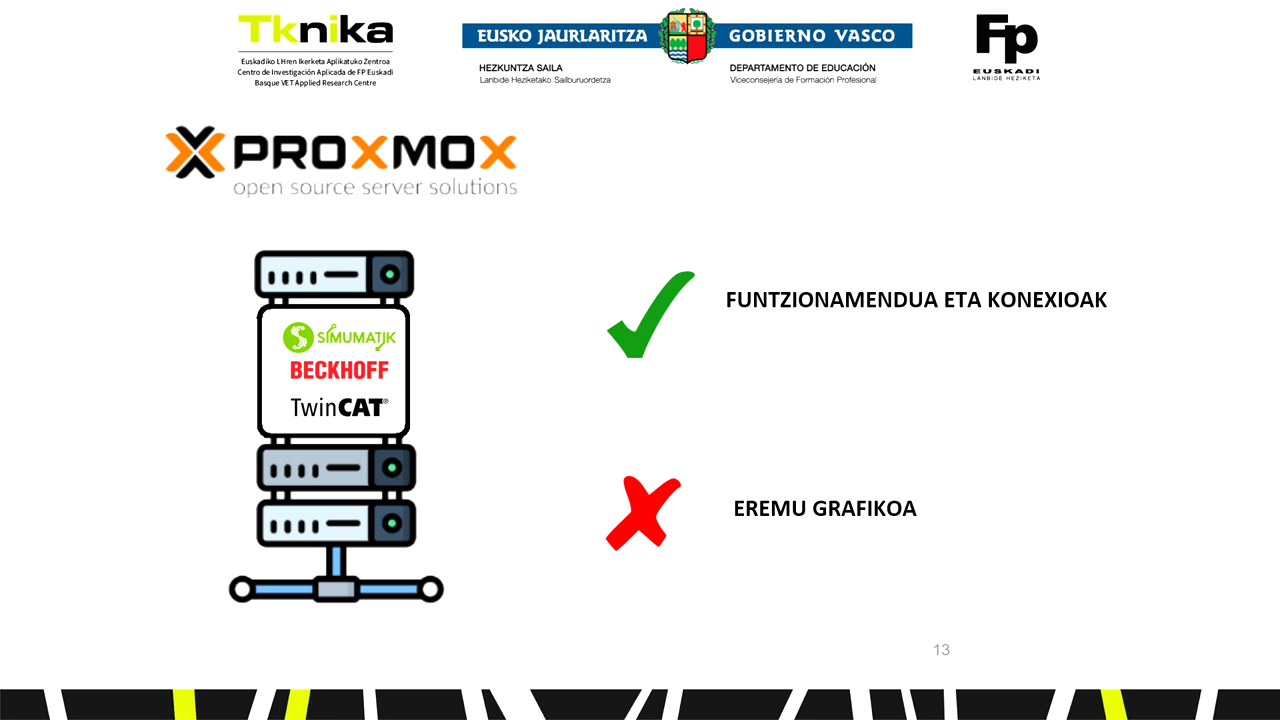 Tknika
Euskadiko LHren Ikerketa Aplikatuko Zentroa
Centro de Investigación Aplicada de FP Euskadi
Basque VET Applied Research Centre
EUSKO JAURLARITZA
GOBIERNO VASCO
HEZKUNTZA SAILA
Lanbide Heziketako Sailburuordetza
DEPARTAMENTO DE EDUCACIÓN
Viceconsejería de Formación Profesional
Fp
EUSKADI
LANBIDE HEZIKETA
PROXMOX
open source server solutions
SIMUMATIK
BECKHOFF
TwinCAT®
FUNTZIONAMENDUA ETA KONEXIOAK
EREMU GRAFIKOA
13